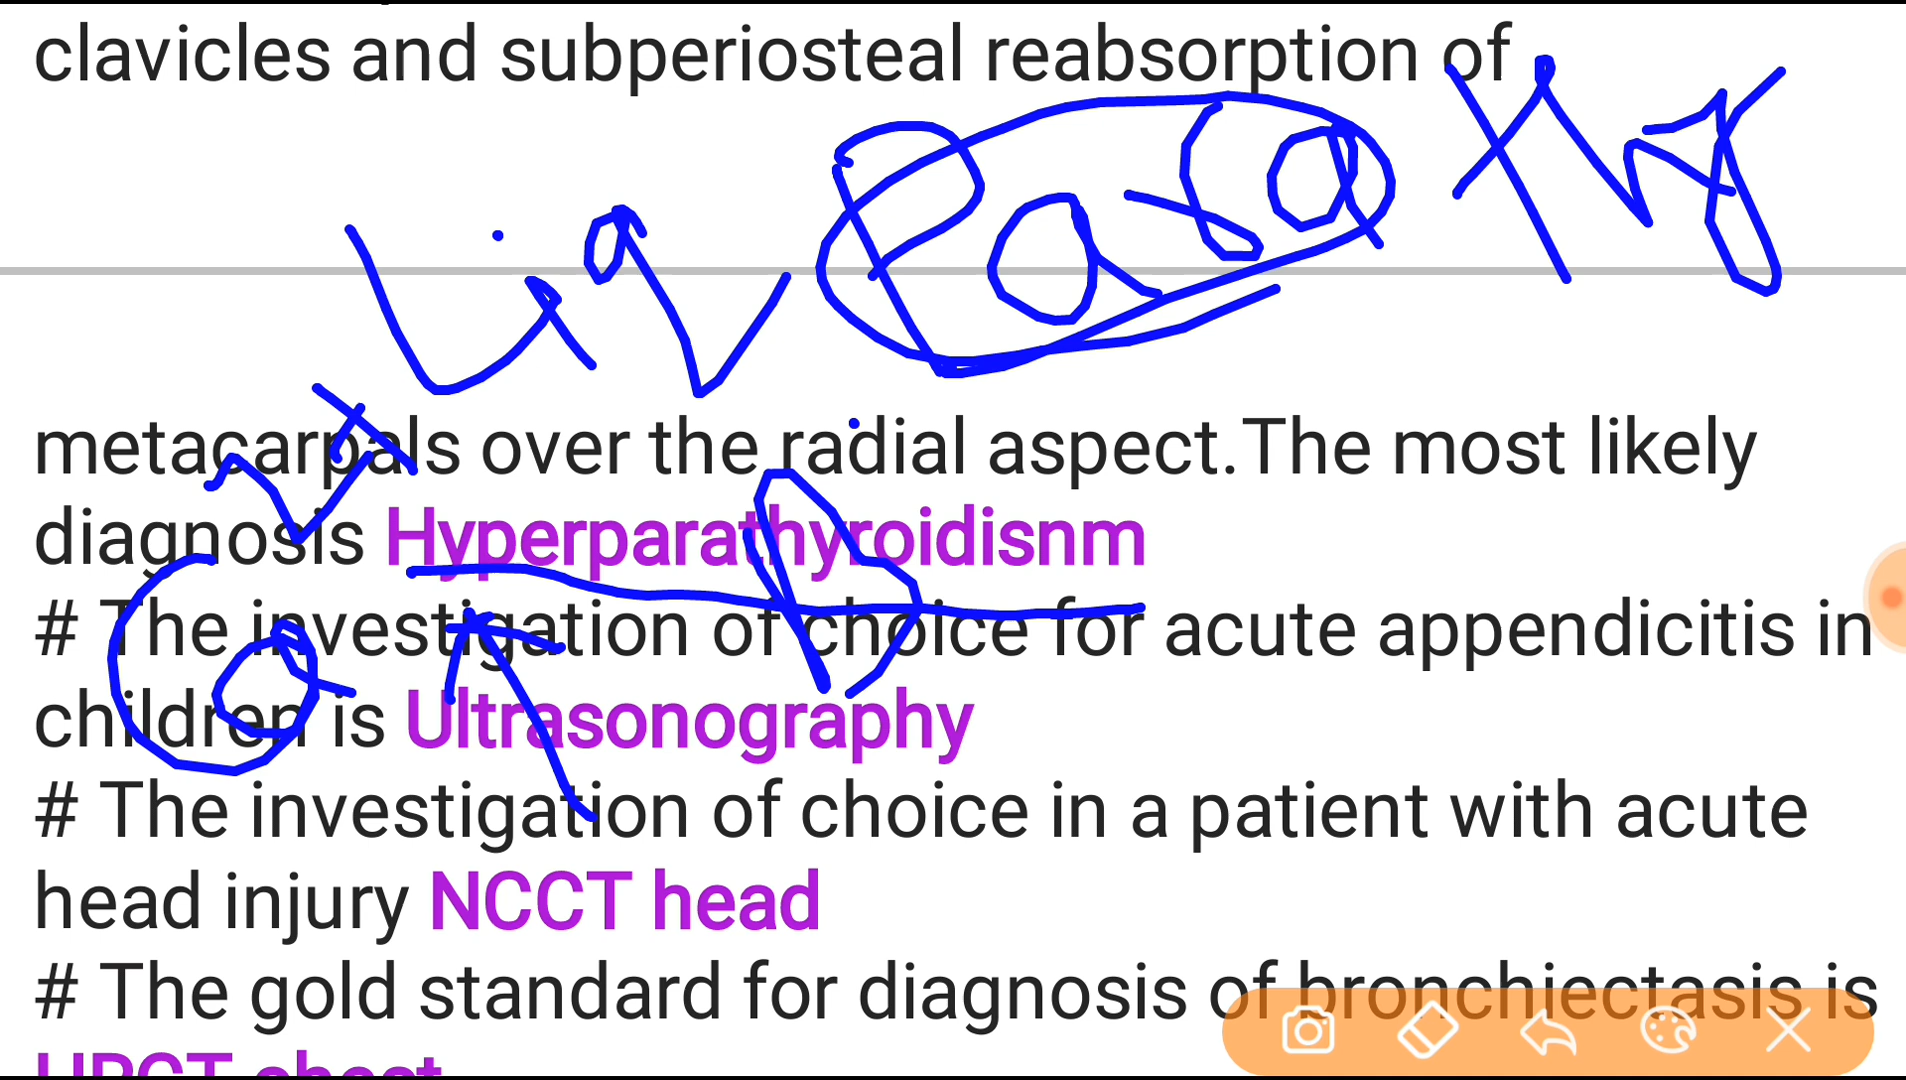 clavicles and subperiosteal reabsorption of
metacarpals over the radial aspect.The most likely
diagnosis Hyperparathyroidisnm
# The investigation of choice for acute appendicitis in
children is Ultrasonography
# The investigation of choice in a patient with acute
head injury NCCT head
# The gold standard for diagnosis of bronchiectasis is
HRCT chest